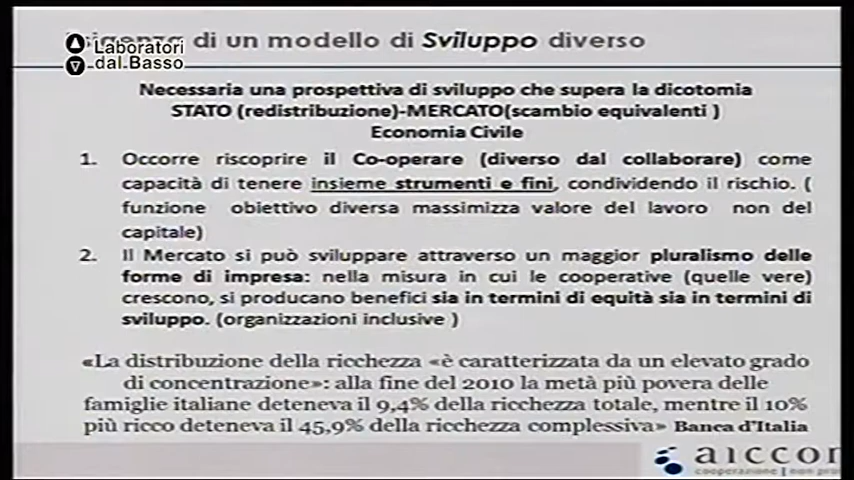 di un modello di Sviluppo diverso
Laboratori
dal Basso
Necessaria una prospettiva di sviluppo che supera la dicotomia
STATO (redistribuzione)-MERCATO(scambio equivalenti )
Economia Civile
1. Occorre riscoprire il Co-operare (diverso dal collaborare) come
capacità di tenere insieme strumenti e fini, condividendo il rischio. (
funzione obiettivo diversa massimizza valore del lavoro non del
capitale)
2. Il Mercato si può sviluppare attraverso un maggior pluralismo delle
forme di impresa: nella misura in cui le cooperative (quelle vere)
crescono, si producano benefici sia in termini di equità sia in termini di
sviluppo. (organizzazioni inclusive )
«La distribuzione della ricchezza «è caratterizzata da un elevato grado
di concentrazione»: alla fine del 2010 la metà più povera delle
famiglie italiane deteneva il 9,4% della ricchezza totale, mentre il 10%
più ricco deteneva il 45,9% della ricchezza complessiva» Banca d'Italia
aiccon
cooperazione | non pro